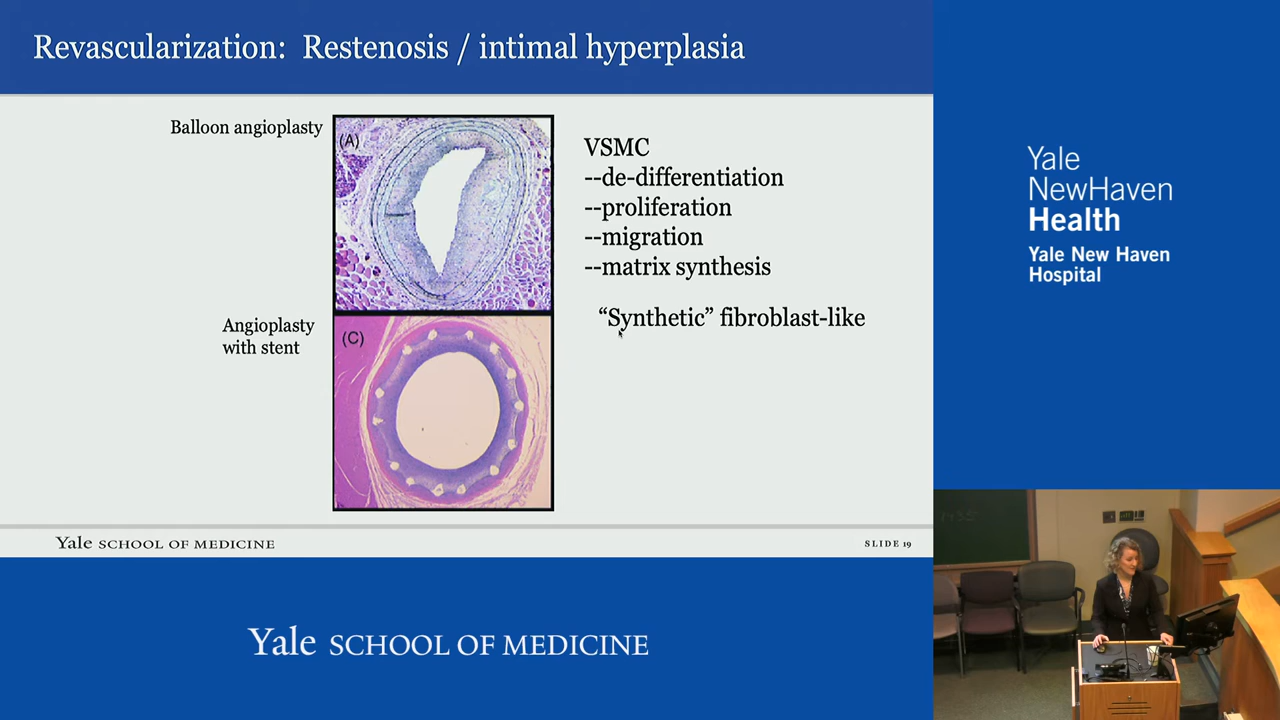 Revascularization: Restenosis / intimal hyperplasia
Balloon angioplasty
(A)
VSMC
--de-differentiation
--proliferation
--migration
--matrix synthesis
“Synthetic” fibroblast-like
Angioplasty
with stent
(C)
Yale SCHOOL OF MEDICINE
SLIDE 19
Yale SCHOOL OF MEDICINE
Yale
NewHaven
Health
Yale New Haven
Hospital